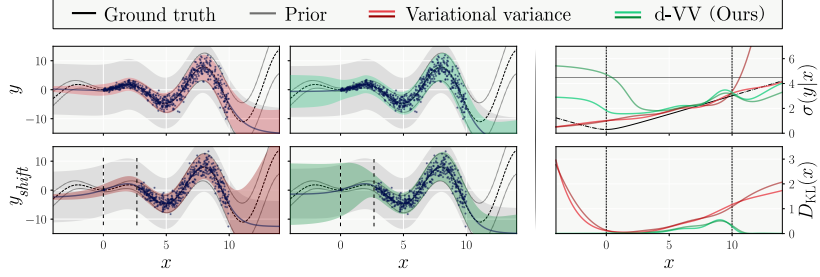 Ground truth Prior Variational variance d-VV (Ours)
10
0
−10
y
6
4
2
0
σ(y|x)
10
0
−10
y_shift
0 5 10
x
0 5 10
x
3
2
1
0
D_KL(x)
0 5 10
x